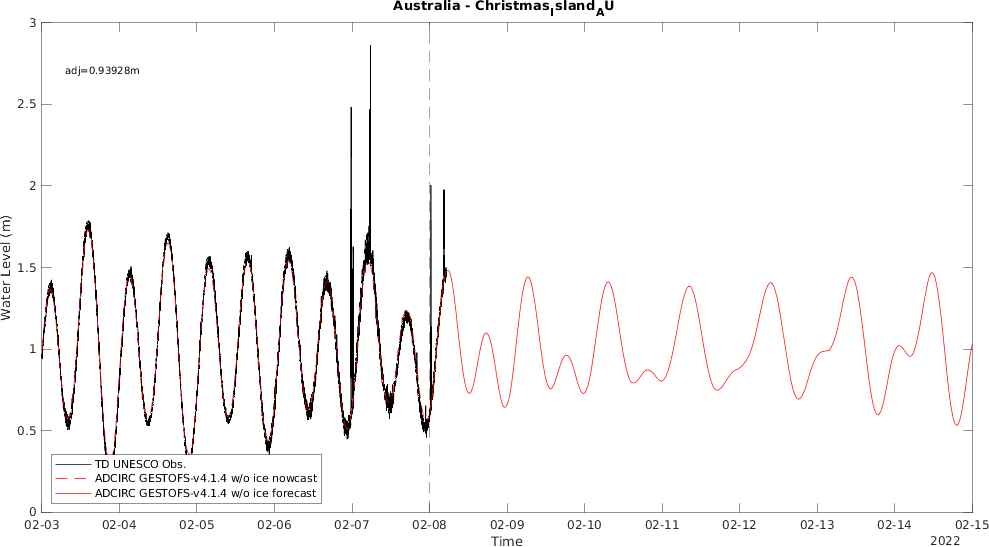 Australia - Christmas_Island_AU
adj=0.93928m
3
2.5
2
1.5
1
0.5
0
Water Level (m)
TD UNESCO Obs.
ADCIRC GESTOFS-v4.1.4 w/o ice nowcast
ADCIRC GESTOFS-v4.1.4 w/o ice forecast
02-03 02-04 02-05 02-06 02-07 02-08 02-09 02-10 02-11 02-12 02-13 02-14 02-15
Time
2022